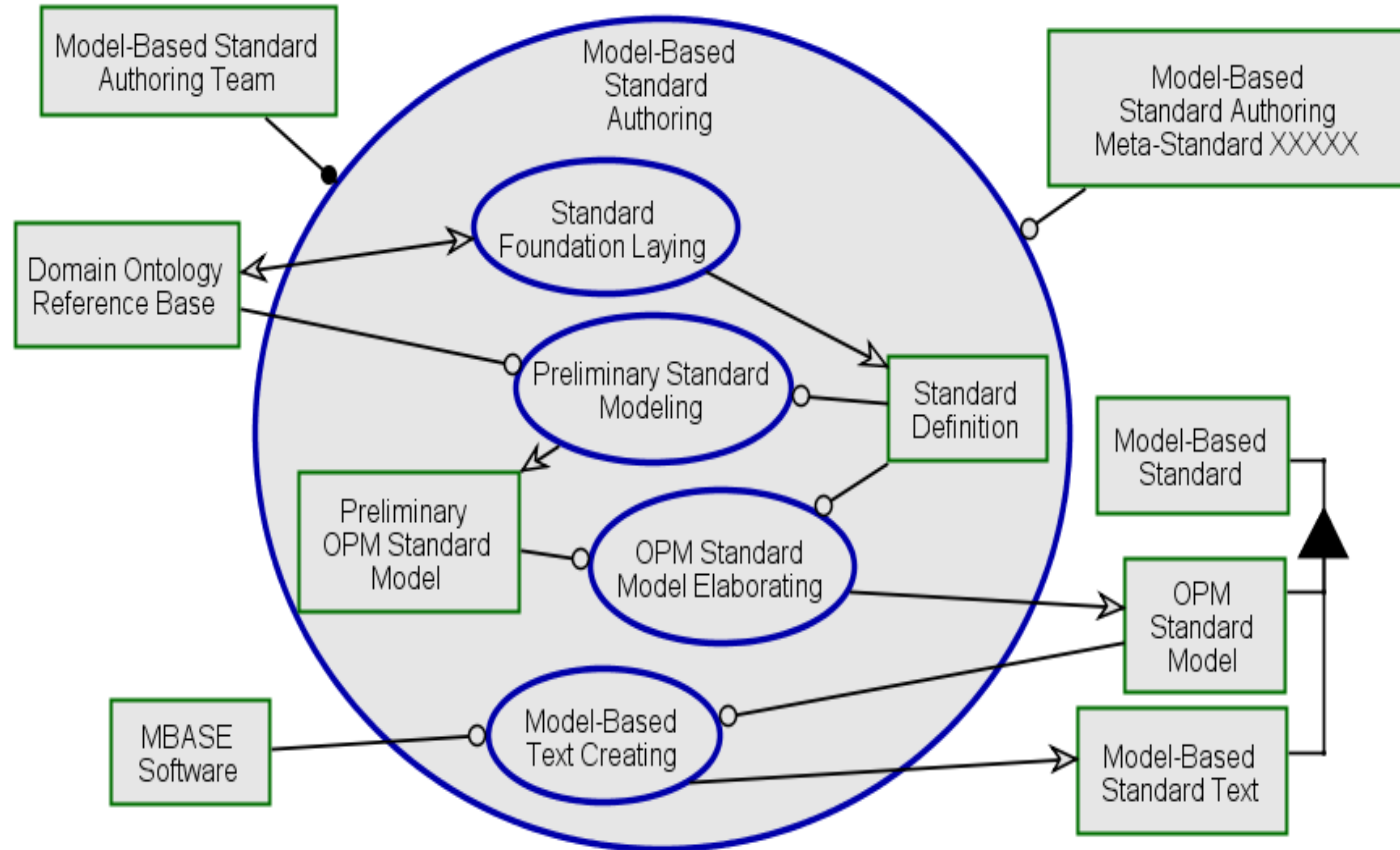 Model-Based Standard
Authoring Team
Model-Based
Standard
Authoring
Model-Based
Standard Authoring
Meta-Standard XXXXX
Standard
Foundation Laying
Domain Ontology
Reference Base
Preliminary Standard
Modeling
Standard
Definition
Model-Based
Standard
Preliminary
OPM Standard
Model
OPM Standard
Model Elaborating
OPM
Standard
Model
MBASE
Software
Model-Based
Text Creating
Model-Based
Standard Text